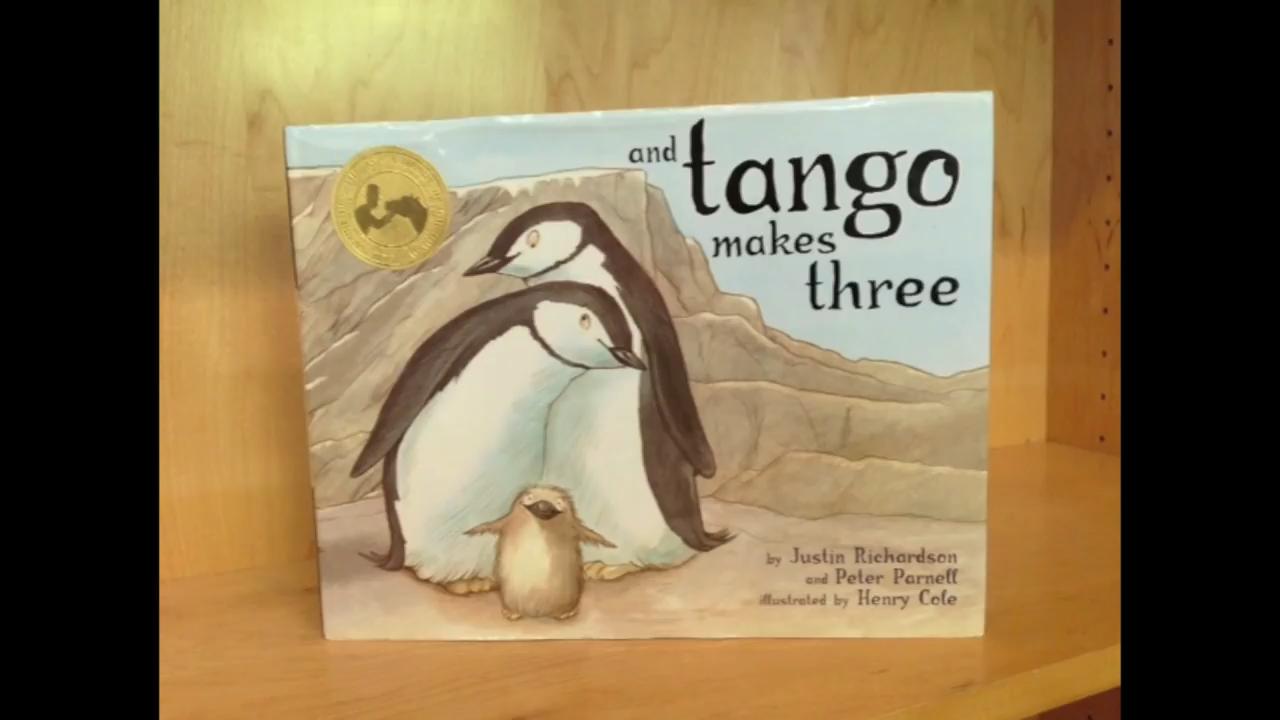 and tango
makes
three
by Justin Richardson
and Peter Parnell
illustrated by Henry Cole